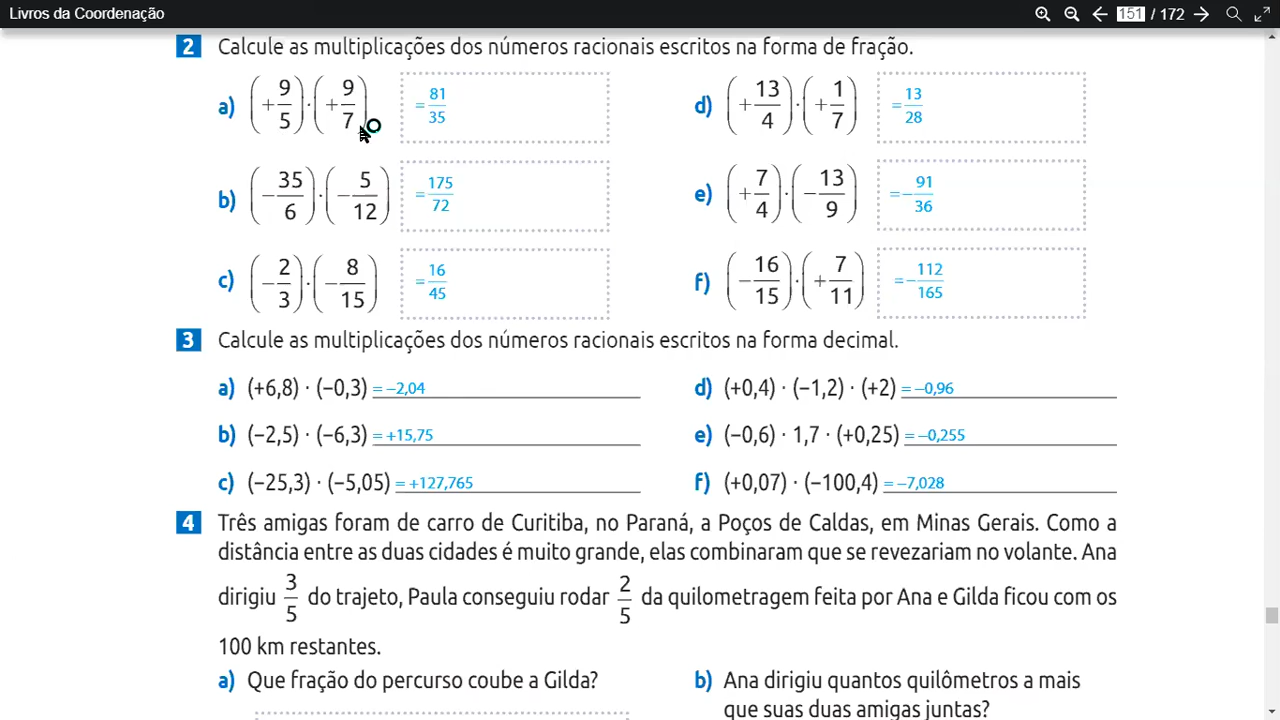 Livros da Coordenação
151 / 172
2 Calcule as multiplicações dos números racionais escritos na forma de fração.
a) (+9/5) · (+9/7) = 81/35
b) (−35/6) · (−5/12) = 175/72
c) (−2/3) · (−8/15) = 16/45
d) (+13/4) · (+1/7) = 13/28
e) (+7/4) · (−13/9) = −91/36
f) (−16/15) · (+7/11) = −112/165
3 Calcule as multiplicações dos números racionais escritos na forma decimal.
a) (+6,8) · (−0,3) = −2,04
b) (−2,5) · (−6,3) = +15,75
c) (−25,3) · (−5,05) = +127,765
d) (+0,4) · (−1,2) · (+2) = −0,96
e) (−0,6) · 1,7 · (+0,25) = −0,255
f) (+0,07) · (−100,4) = −7,028
4 Três amigas foram de carro de Curitiba, no Paraná, a Poços de Caldas, em Minas Gerais. Como a
distância entre as duas cidades é muito grande, elas combinaram que se revezariam no volante. Ana
dirigiu 3/5 do trajeto, Paula conseguiu rodar 2/5 da quilometragem feita por Ana e Gilda ficou com os
100 km restantes.
a) Que fração do percurso coube a Gilda?
b) Ana dirigiu quantos quilômetros a mais
que suas duas amigas juntas?